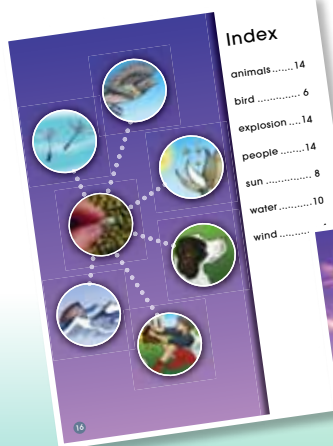 Index
animals.......14
bird .............. 6
explosion....14
people ........14
sun .............. 8
water...........10
wind ..........
16